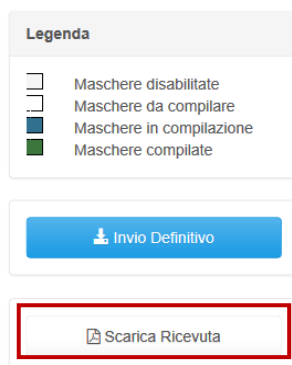 Legenda
Maschere disabilitate
Maschere da compilare
Maschere in compilazione
Maschere compilate
Invio Definitivo
Scarica Ricevuta